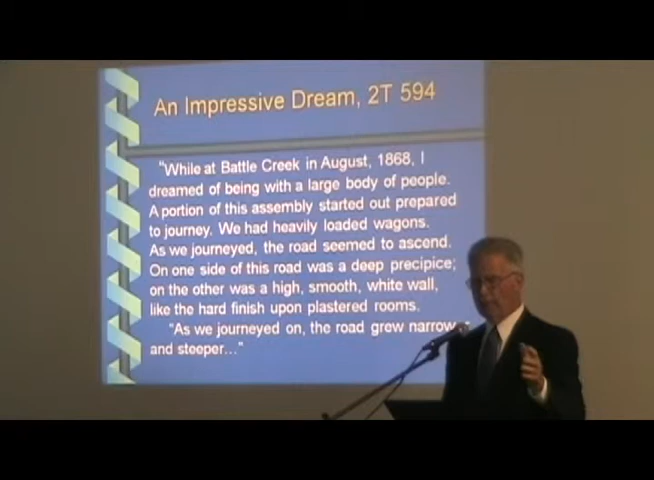 An Impressive Dream, 2T 594
"While at Battle Creek in August, 1868, I
dreamed of being with a large body of people.
A portion of this assembly started out prepared
to journey. We had heavily loaded wagons.
As we journeyed, the road seemed to ascend.
On one side of this road was a deep precipice;
on the other was a high, smooth, white wall,
like the hard finish upon plastered rooms.
"As we journeyed on, the road grew narrow
and steeper…"